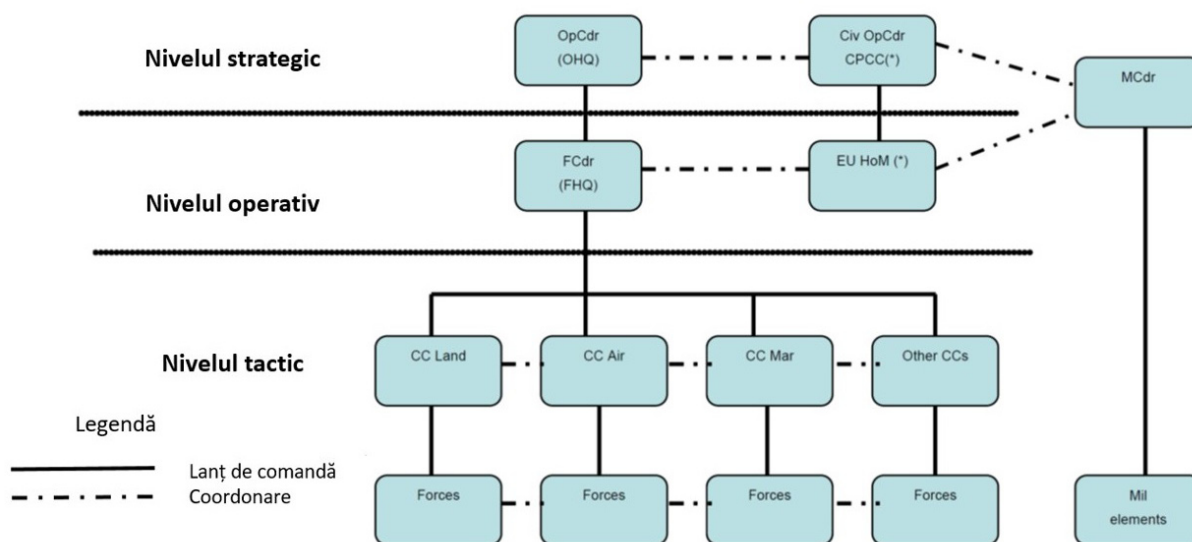 OpCdr
(OHQ)
Civ OpCdr
CPCC(*)
Nivelul strategic
MCdr
FCdr
(FHQ)
EU HoM (*)
Nivelul operativ
CC Land
CC Air
CC Mar
Other CCs
Nivelul tactic
Legendă
Lanț de comandă
Coordonare
Forces
Forces
Forces
Forces
Mil
elements